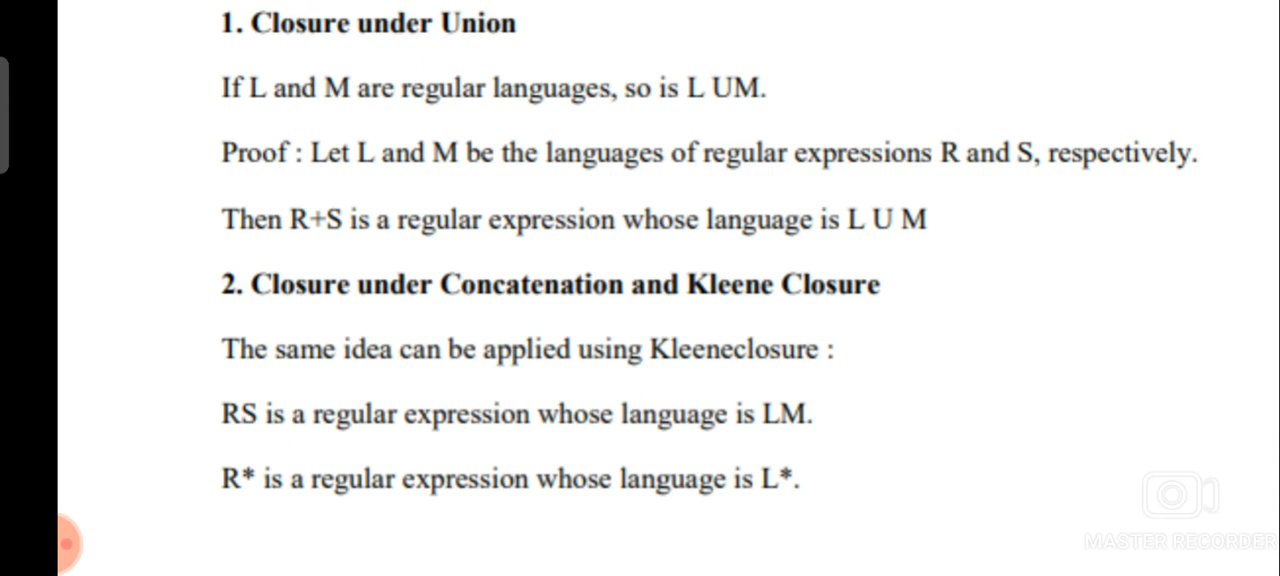 1. Closure under Union
If L and M are regular languages, so is L UM.
Proof : Let L and M be the languages of regular expressions R and S, respectively.
Then R+S is a regular expression whose language is L U M
2. Closure under Concatenation and Kleene Closure
The same idea can be applied using Kleeneclosure :
RS is a regular expression whose language is LM.
R* is a regular expression whose language is L*.
MASTER RECORDER